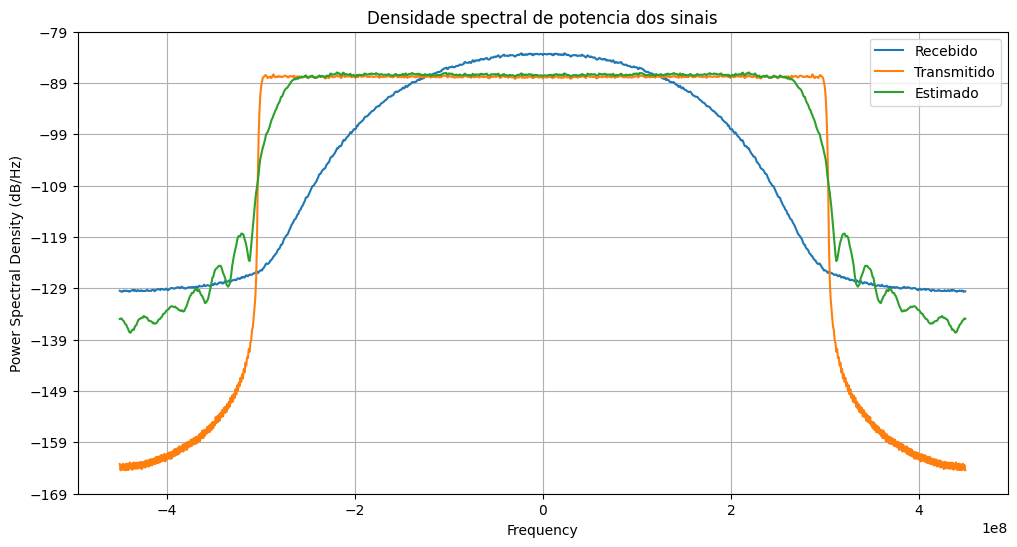 Densidade spectral de potencia dos sinais
Recebido
Transmitido
Estimado
Power Spectral Density (dB/Hz)
−79
−89
−99
−109
−119
−129
−139
−149
−159
−169
−4
−2
0
2
4
1e8
Frequency